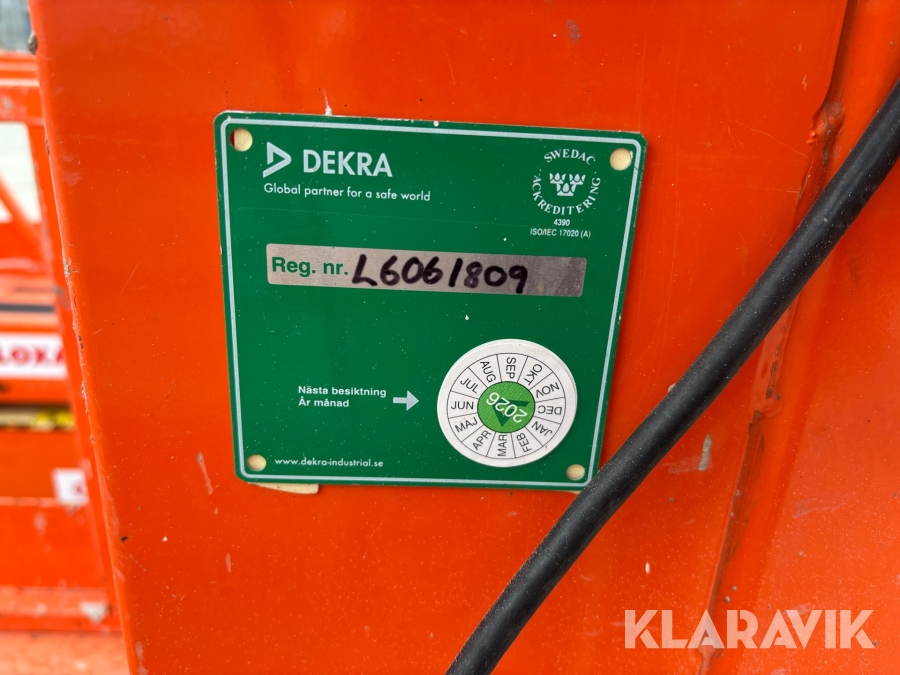 DEKRA
Global partner for a safe world
SWEDAC
ACKREDITERING
4390
ISO/IEC 17020 (A)
Reg. nr. L6061809
Nästa besiktning
År månad
JAN FEB MAR APR MAJ JUN JUL AUG SEP OKT NOV DEC
2026
www.dekra-industrial.se
LOXA
KLARAVIK